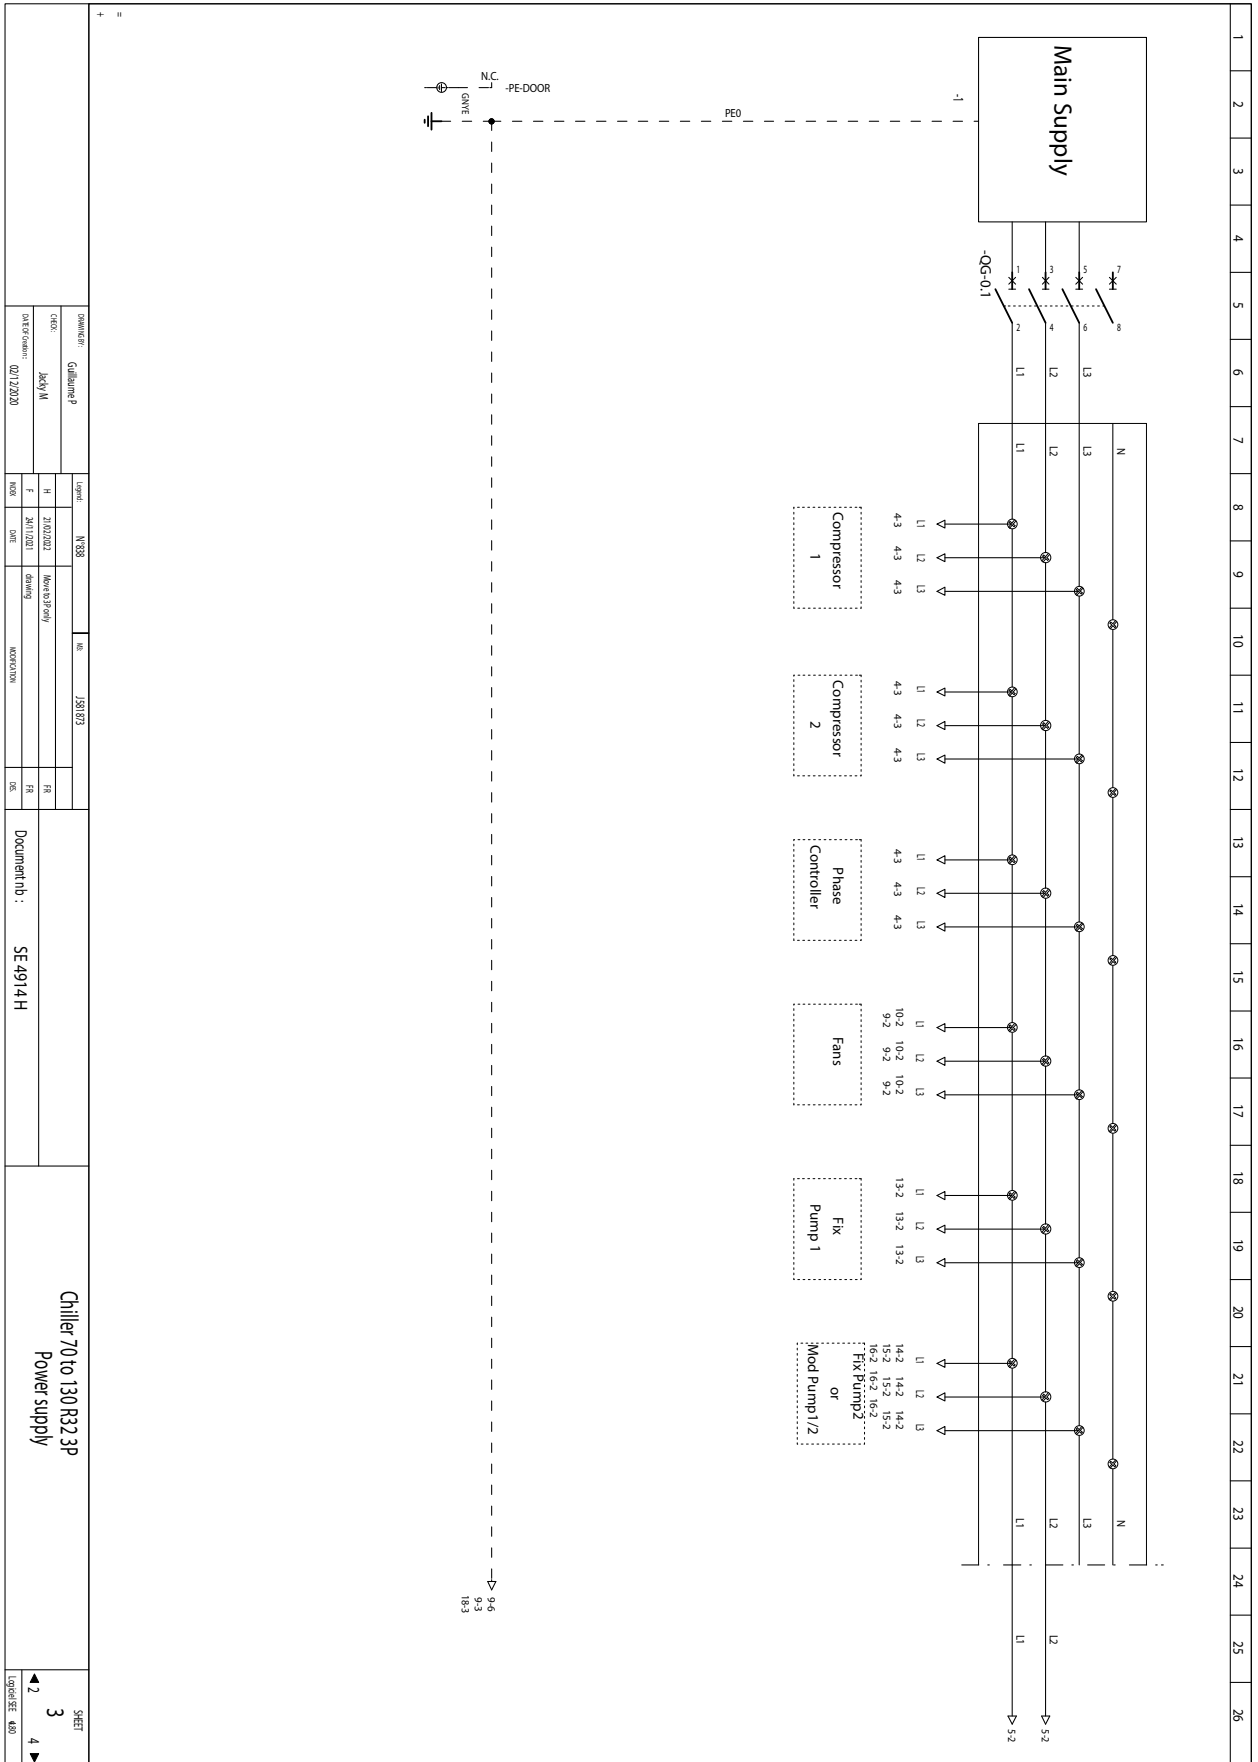 1 2 3 4 5 6 7 8 9 10 11 12 13 14 15 16 17 18 19 20 21 22 23 24 25 26
Main Supply
-1
-QG-0.1
1 3 5 7
2 4 6 8
L1 L2 L3
L1 L2 L3 N
L1 L2 L3
4-3 4-3 4-3
Compressor
1
L1 L2 L3
4-3 4-3 4-3
Compressor
2
L1 L2 L3
4-3 4-3 4-3
Phase
Controller
L1 L2 L3
10-2 10-2 10-2
9-2 9-2 9-2
Fans
L1 L2 L3
13-2 13-2 13-2
Fix
Pump 1
L1 L2 L3
14-2 14-2 14-2
15-2 15-2 15-2
16-2 16-2 16-2
Fix Pump2
or
Mod Pump1/2
L1 L2 L3 N
L1 L2
5-2 5-2
PE0
N.C.
-PE-DOOR
GNYE
9-6
9-3
18-3
=
+
DRAWING BY:
Guillaume P
CHECK:
Jacky M
DATE OF Creation:
02/12/2020
Legend: N°838
J581873
H 21/02/2022 Move to 3P only FR
F 24/11/2021 drawing FR
INDEX DATE MODIFICATION DES.
Document nb : SE 4914 H
Chiller 70 to 130 R32 3P
Power supply
SHEET
3
2 4
Logiciel SEE